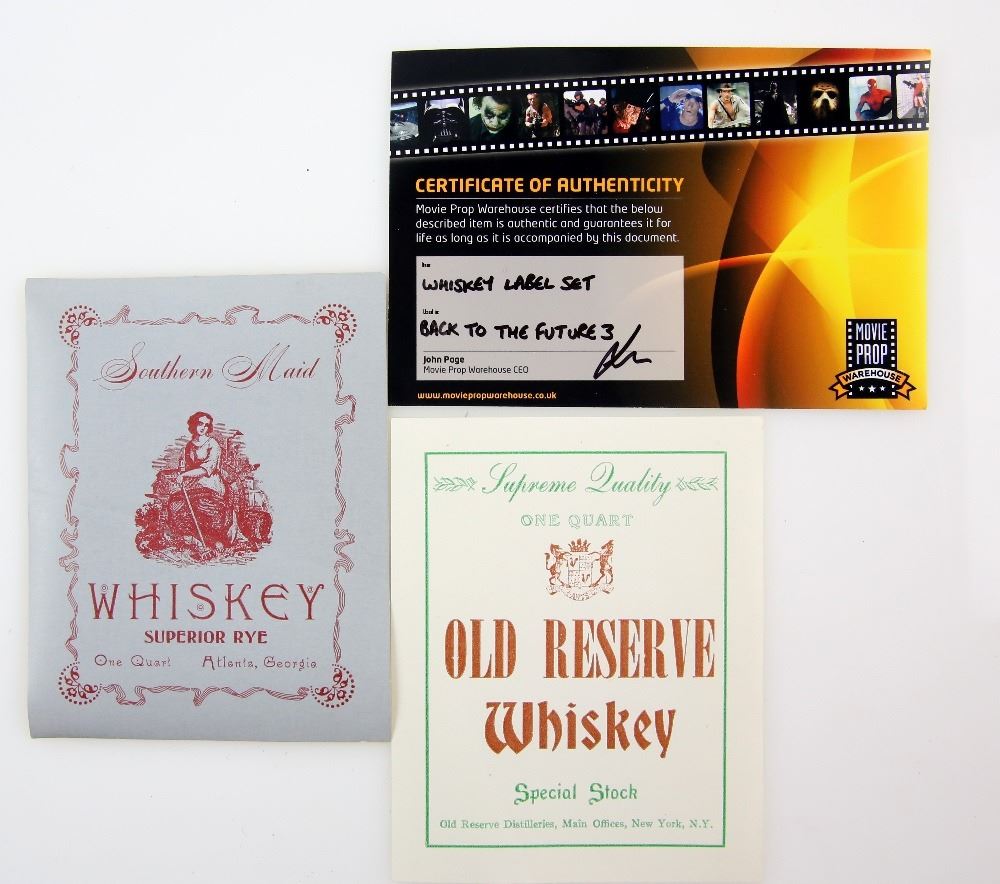 CERTIFICATE OF AUTHENTICITY
Movie Prop Warehouse certifies that the below
described item is authentic and guarantees it for
life as long as it is accompanied by this document.
Item
WHISKEY LABEL SET
Used in
BACK TO THE FUTURE 3
John Page
Movie Prop Warehouse CEO
www.moviepropwarehouse.co.uk
MOVIE
PROP
WAREHOUSE
Southern Maid
WHISKEY
SUPERIOR RYE
One Quart Atlanta, Georgia
Supreme Quality
ONE QUART
OLD RESERVE
Whiskey
Special Stock
Old Reserve Distilleries, Main Offices, New York, N.Y.